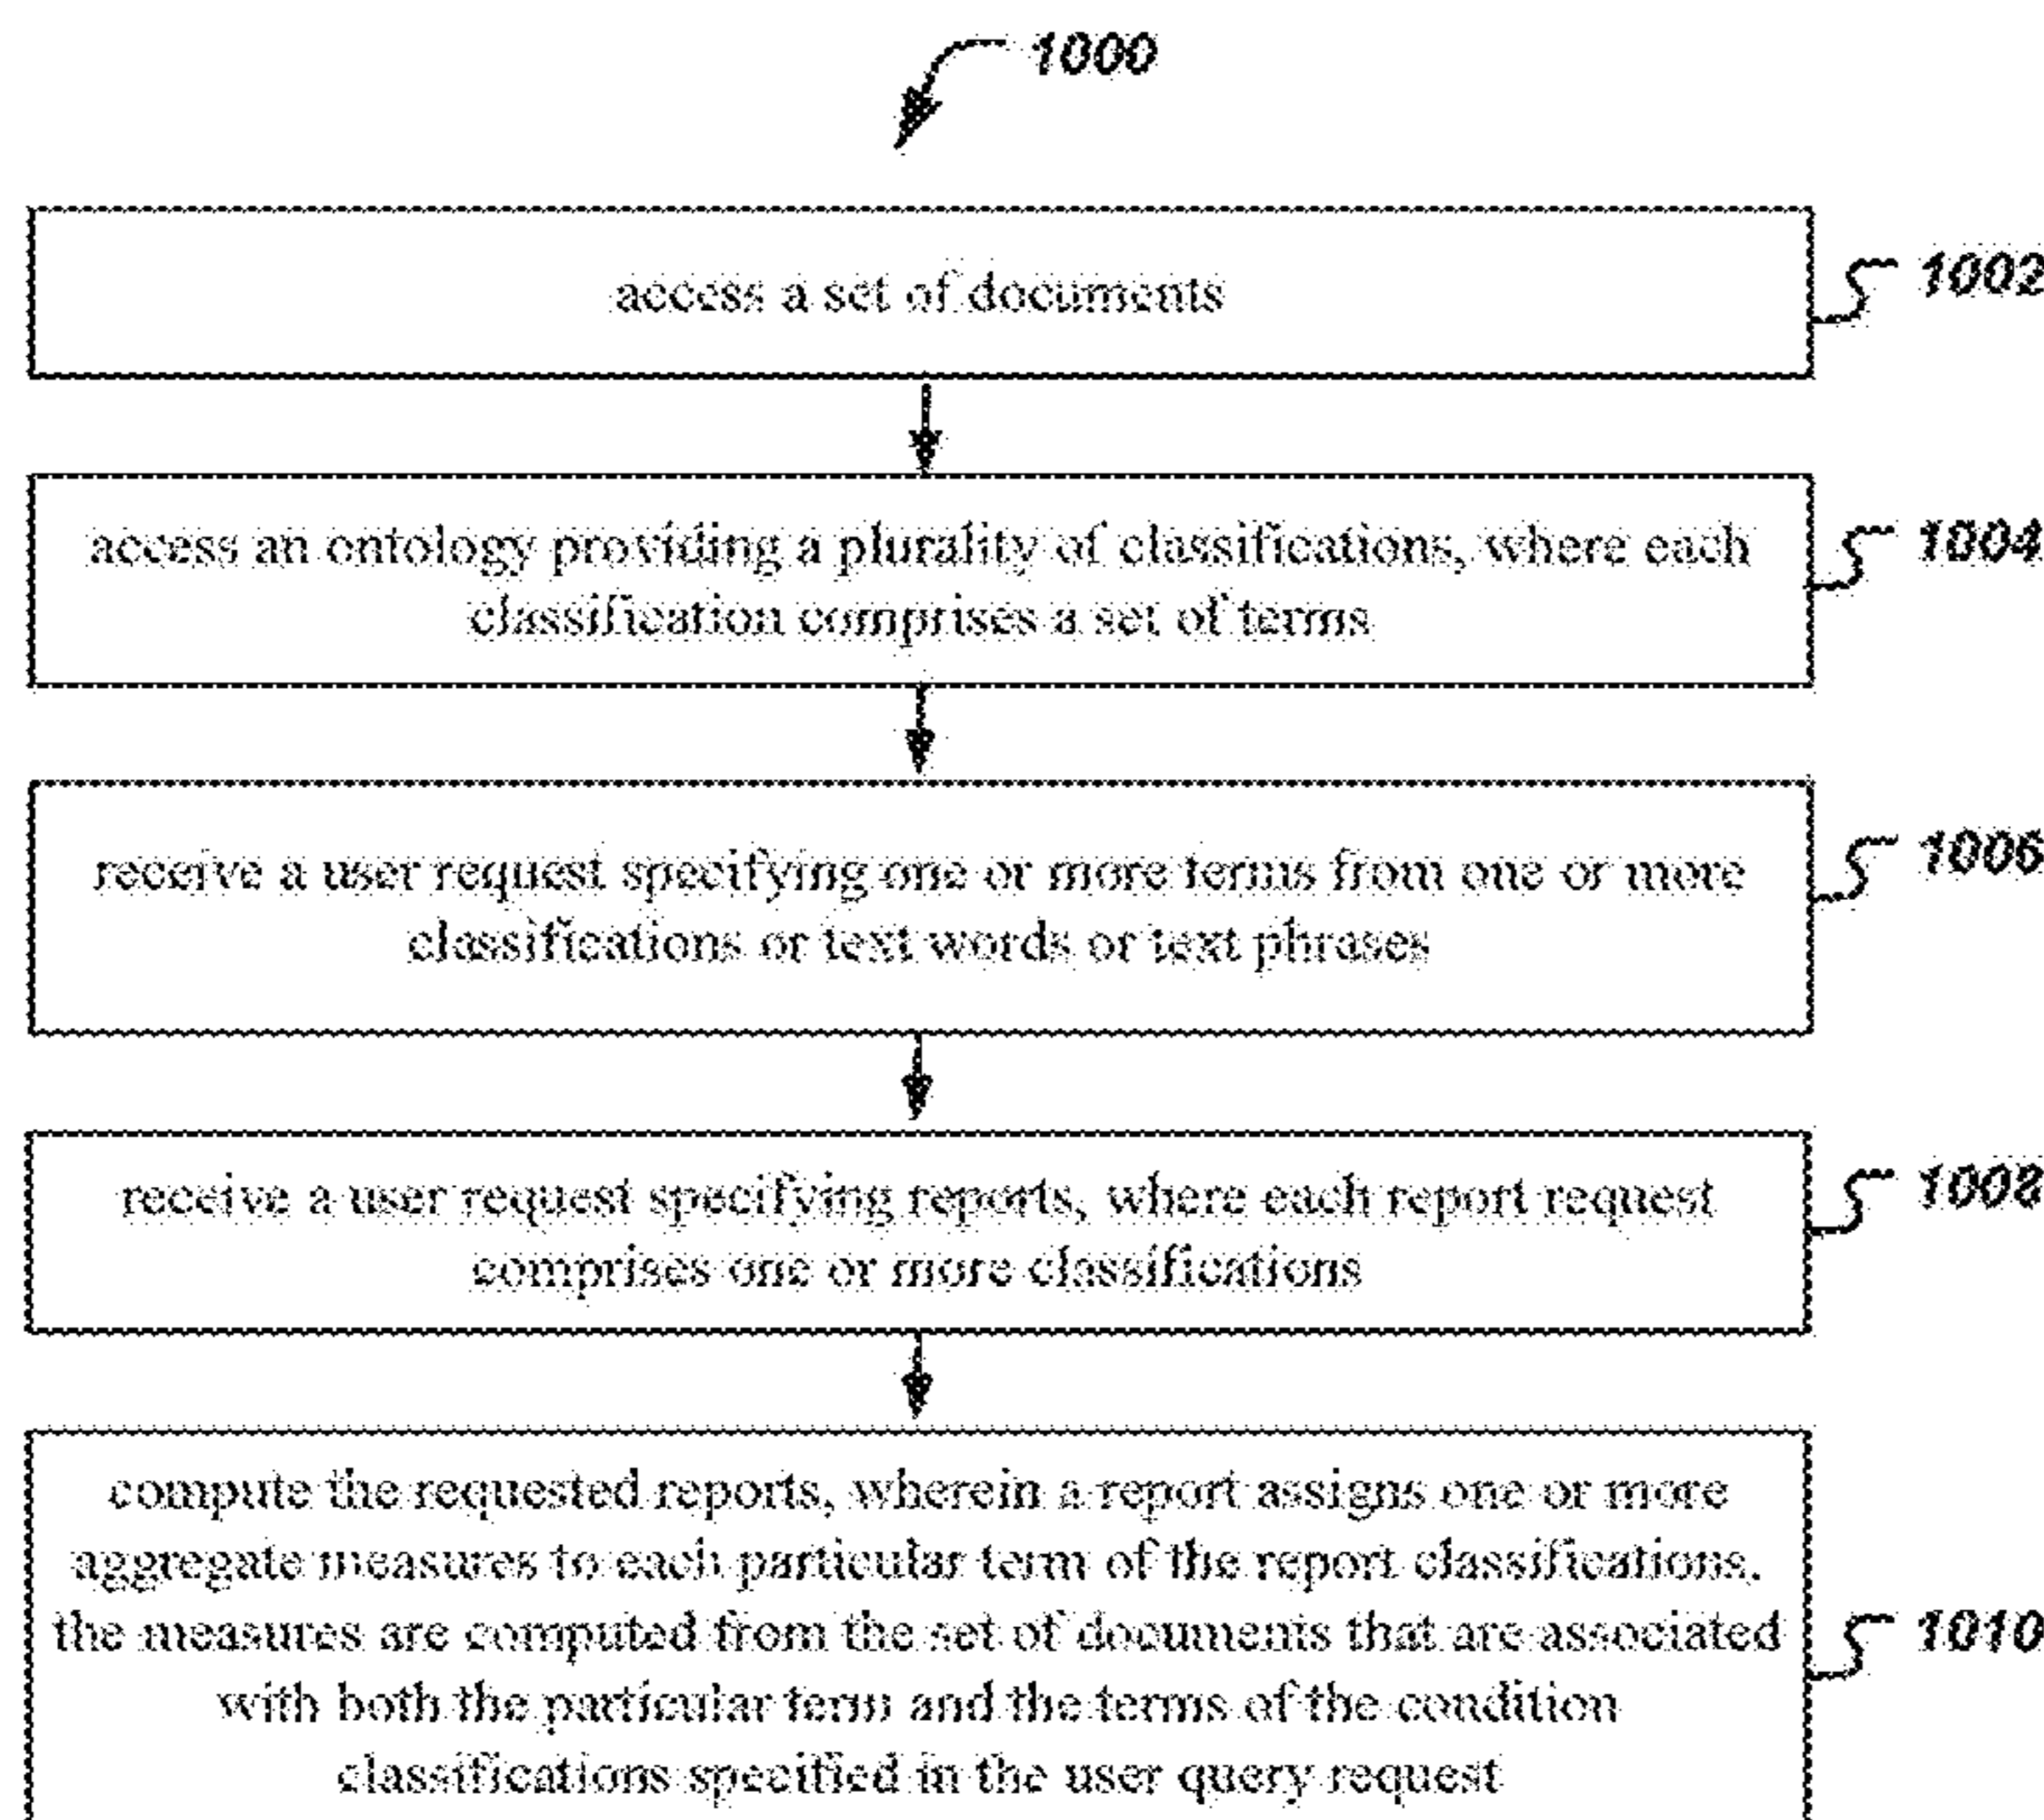 1000
access a set of documents
1002
access an ontology providing a plurality of classifications, where each
classification comprises a set of terms
1004
receive a user request specifying one or more terms from one or more
classifications or text words or text phrases
1006
receive a user request specifying reports, where each report request
comprises one or more classifications
1008
compute the requested reports, wherein a report assigns one or more
aggregate measures to each particular term of the report classifications,
the measures are computed from the set of documents that are associated
with both the particular term and the terms of the condition
classifications specified in the user query request
1010